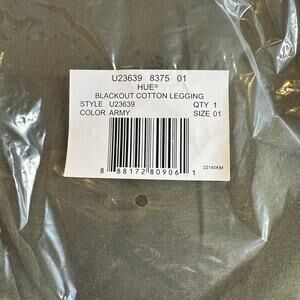 U23639 8375 01
HUE®
BLACKOUT COTTON LEGGING
STYLE U23639 QTY 1
COLOR ARMY SIZE 01
22140KM
8 88172 80906 1